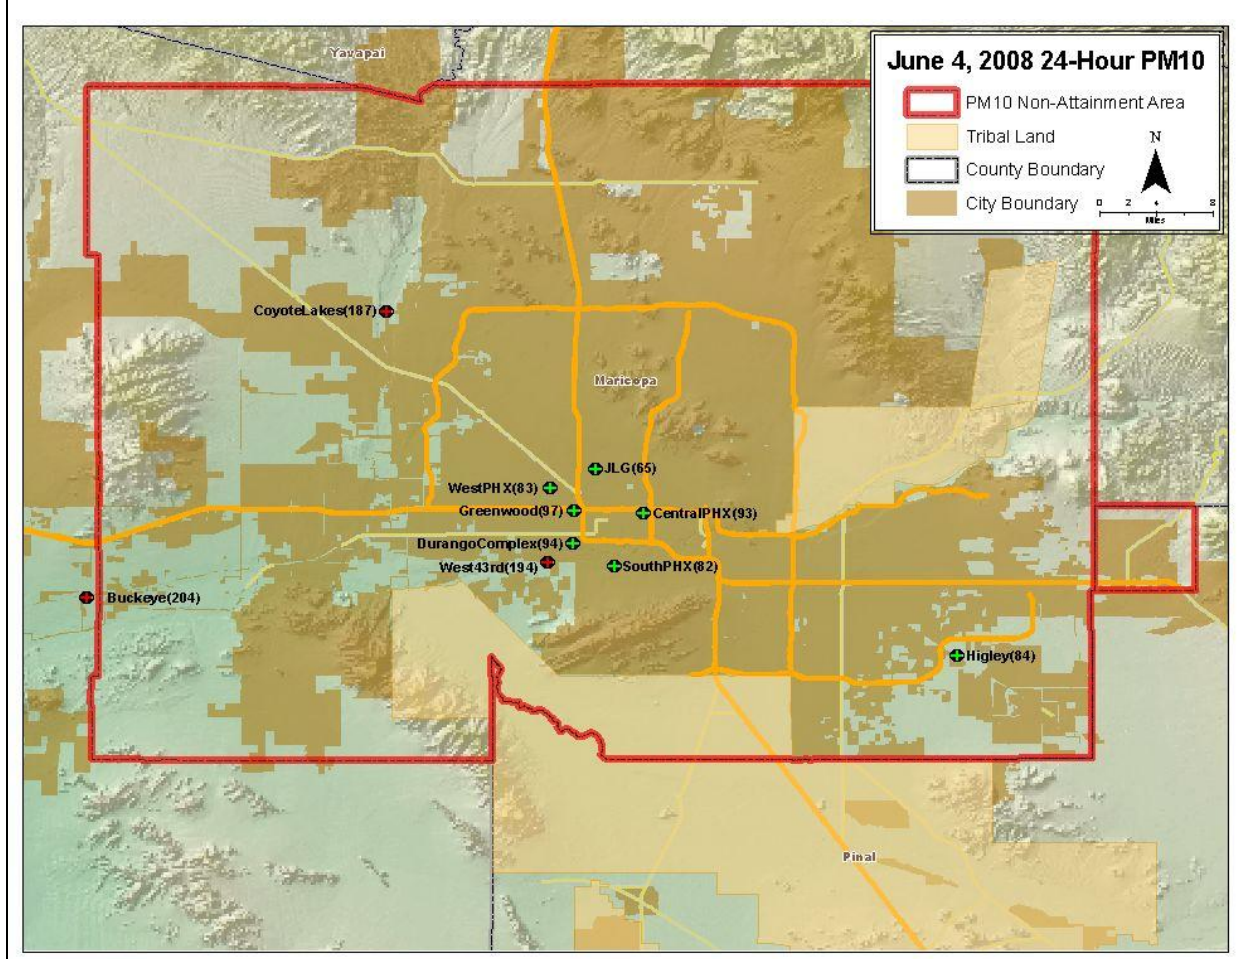 Yavapai
June 4, 2008 24-Hour PM10
PM10 Non-Attainment Area
Tribal Land
N
County Boundary
City Boundary
0 2 4 8
Miles
CoyoteLakes(187)
Maricopa
JLG(65)
WestPHX(83)
Greenwood(97)
CentralPHX(93)
DurangoComplex(94)
West43rd(194)
SouthPHX(82)
Buckeye(204)
Higley(84)
Pinal